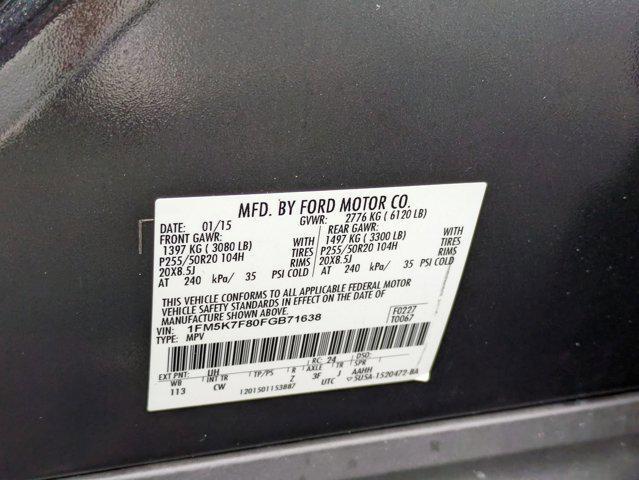 MFD. BY FORD MOTOR CO.
DATE: 01/15 GVWR: 2776 KG ( 6120 LB)
FRONT GAWR: REAR GAWR:
1397 KG ( 3080 LB) WITH 1497 KG ( 3300 LB) WITH
P255/50R20 104H TIRES P255/50R20 104H TIRES
20X8.5J RIMS 20X8.5J RIMS
AT 240 kPa/ 35 PSI COLD AT 240 kPa/ 35 PSI COLD
THIS VEHICLE CONFORMS TO ALL APPLICABLE FEDERAL MOTOR
VEHICLE SAFETY STANDARDS IN EFFECT ON THE DATE OF
MANUFACTURE SHOWN ABOVE.
VIN: 1FM5K7F80FGB71638 F0227
TYPE: MPV T0067
EXT PNT: UH RC: 24 DSO:
WB INT TR TP/PS R AXLE TR SPR
113 CW Z 3F J AAHH
1201501153887 UTC 5U5A-1520472-BA